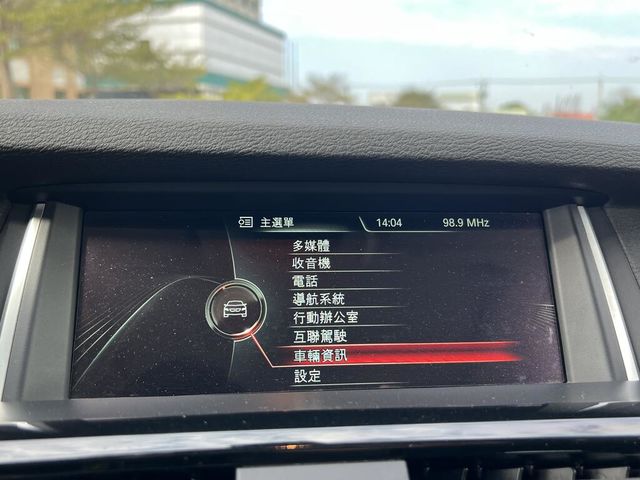 主選單 14:04 98.9 MHz
多媒體
收音機
電話
導航系統
行動辦公室
互聯駕駛
車輛資訊
設定